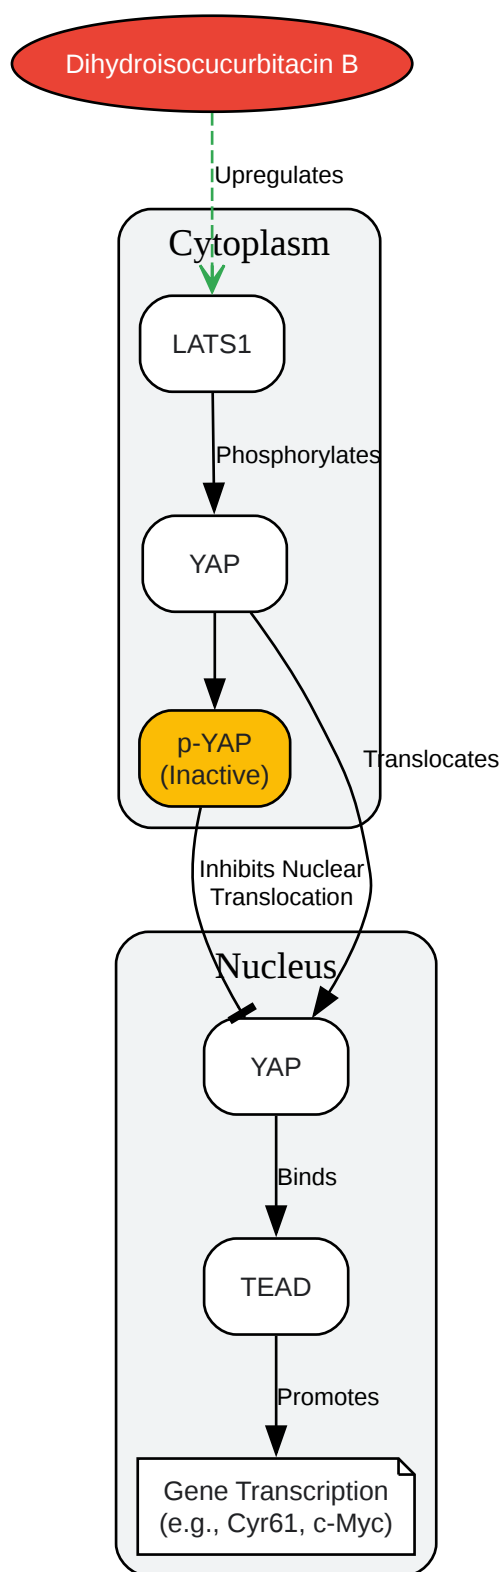 Dihydroisocucurbitacin B
Upregulates
Cytoplasm
LATS1
Phosphorylates
YAP
p-YAP
(Inactive)
Translocates
Inhibits Nuclear
Translocation
Nucleus
YAP
Binds
TEAD
Promotes
Gene Transcription
(e.g., Cyr61, c-Myc)